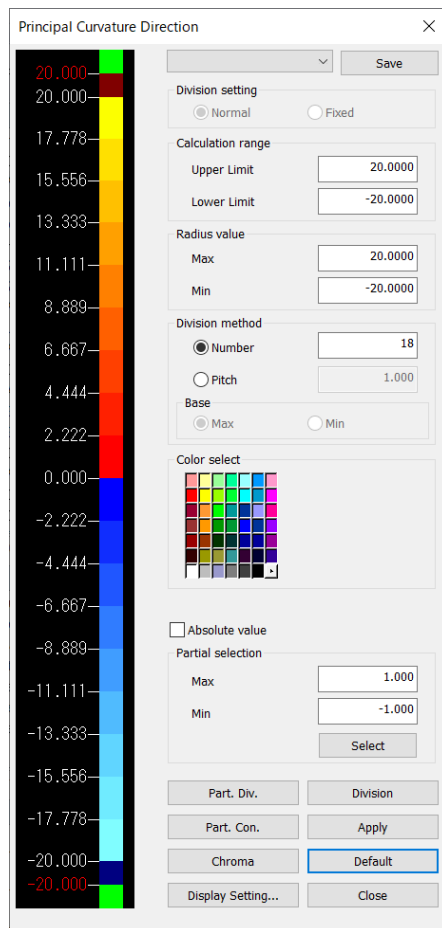 Principal Curvature Direction
20.000
20.000
17.778
15.556
13.333
11.111
8.889
6.667
4.444
2.222
0.000
-2.222
-4.444
-6.667
-8.889
-11.111
-13.333
-15.556
-17.778
-20.000
-20.000
Save
Division setting
Normal Fixed
Calculation range
Upper Limit 20.0000
Lower Limit -20.0000
Radius value
Max 20.0000
Min -20.0000
Division method
Number 18
Pitch 1.000
Base
Max Min
Color select
Absolute value
Partial selection
Max 1.000
Min -1.000
Select
Part. Div. Division
Part. Con. Apply
Chroma Default
Display Setting... Close